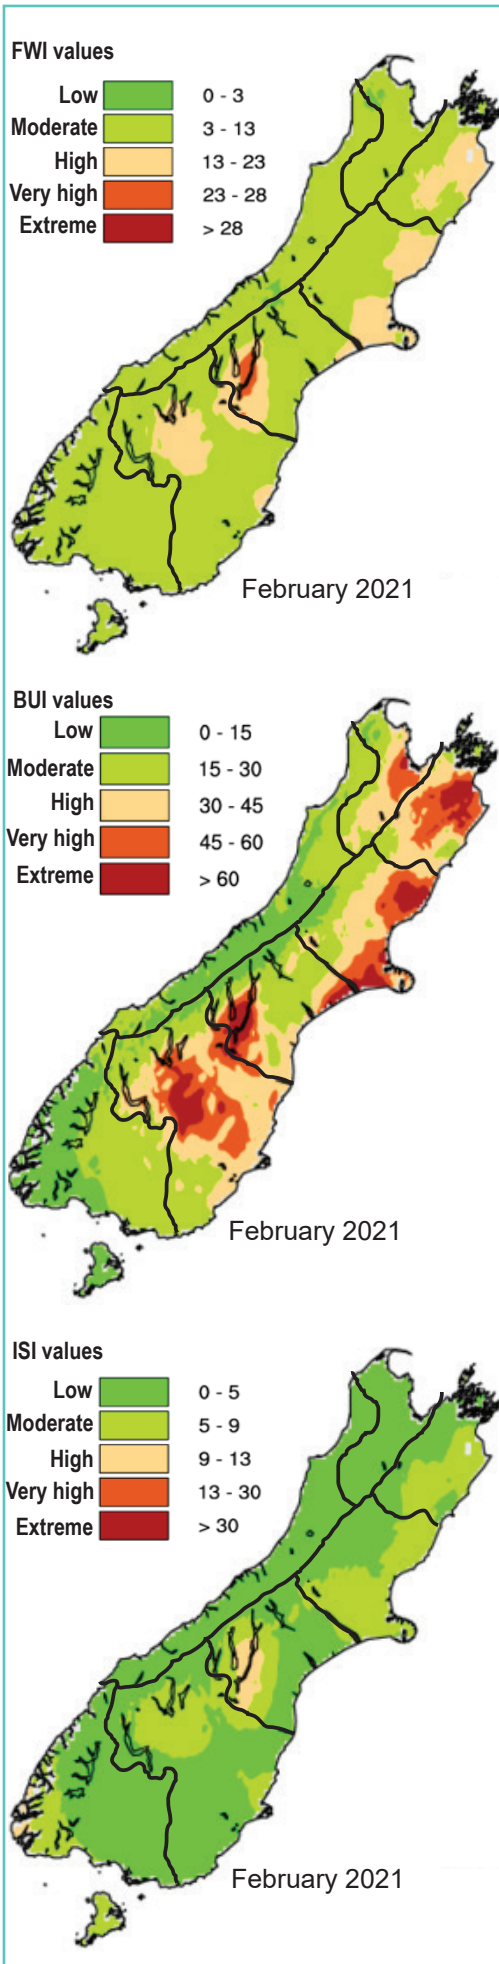 FWI values
Low 0 - 3
Moderate 3 - 13
High 13 - 23
Very high 23 - 28
Extreme > 28
February 2021
BUI values
Low 0 - 15
Moderate 15 - 30
High 30 - 45
Very high 45 - 60
Extreme > 60
February 2021
ISI values
Low 0 - 5
Moderate 5 - 9
High 9 - 13
Very high 13 - 30
Extreme > 30
February 2021